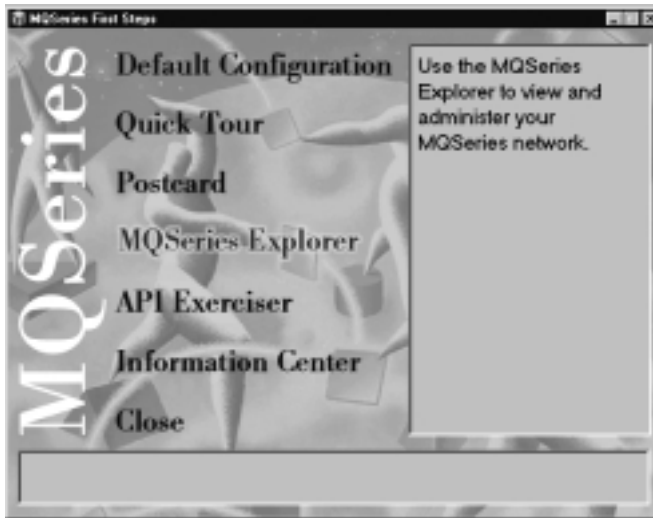 MQSeries First Steps
MQSeries
Default Configuration
Quick Tour
Postcard
MQSeries Explorer
API Exerciser
Information Center
Close
Use the MQSeries
Explorer to view and
administer your
MQSeries network.